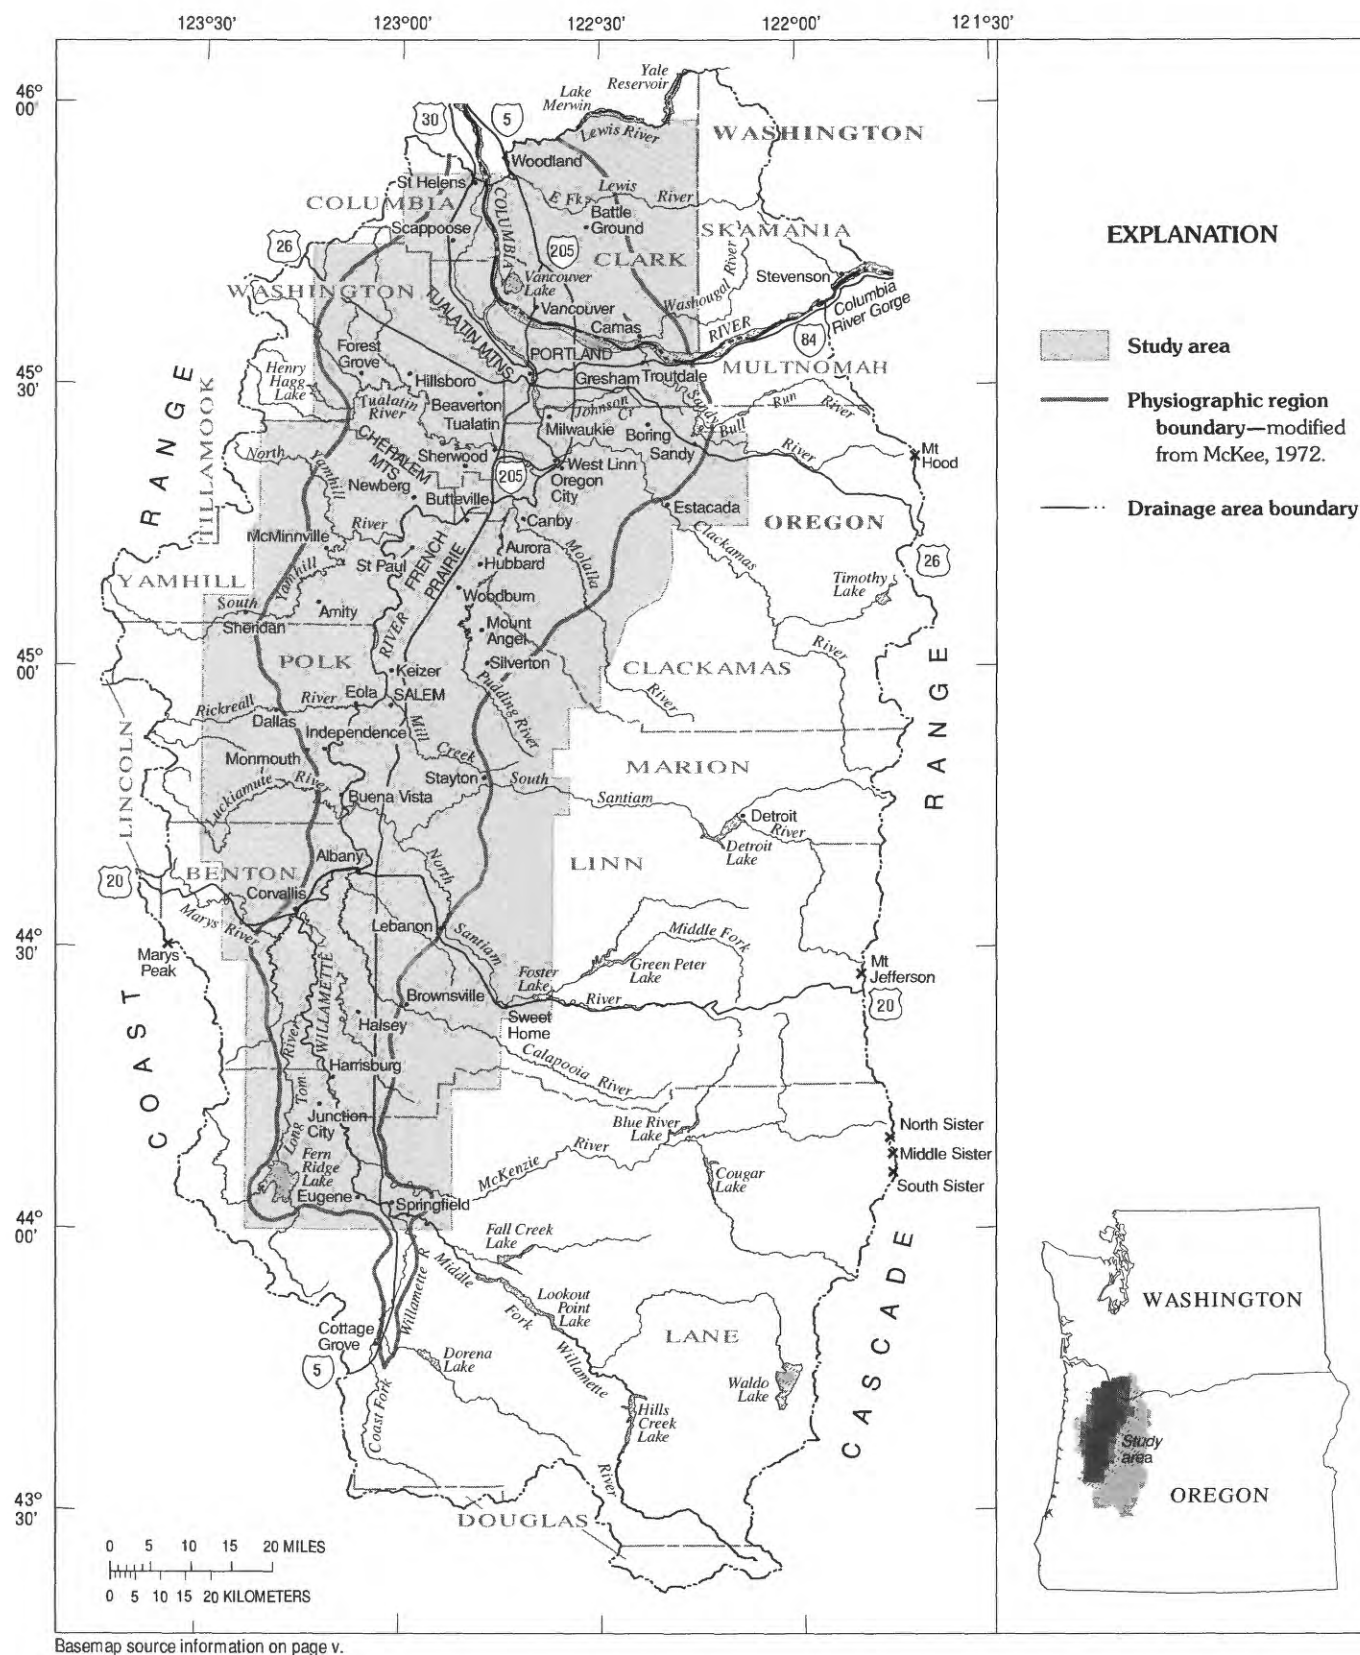 123°30' 123°00' 122°30' 122°00' 121°30'
46°
00'
45°
30'
45°
00'
44°
30'
44°
00'
43°
30'
Yale
Reservoir
Lake
Merwin
30
5
Lewis River
WASHINGTON
Woodland
St Helens
COLUMBIA
E Fk Lewis River
Battle
Ground
SKAMANIA
Scappoose
26
COLUMBIA
205
CLARK
Stevenson
WASHINGTON
Vancouver
Lake
Washougal River
Columbia
River Gorge
TUALATIN MTNS
Vancouver
Camas
RIVER
84
Forest
Grove
PORTLAND
MULTNOMAH
Henry
Hagg
Lake
Hillsboro
Gresham
Troutdale
Tualatin
River
Beaverton
Johnson
Cr
Sandy
Bull Run River
Tualatin
Milwaukie
Boring
River
RANGE
TILLAMOOK
North
Yamhill
River
CHEHALEM
MTS
Sherwood
West Linn
Sandy
Mt
Hood
205
Oregon
City
Newberg
Butteville
Estacada
OREGON
Canby
McMinnville
FRENCH
PRAIRIE
Aurora
Molalla
Clackamas
26
St Paul
Hubbard
Timothy
Lake
YAMHILL
South
Yamhill
Amity
Woodburn
Sheridan
RIVER
Mount
Angel
River
POLK
Keizer
Silverton
CLACKAMAS
River
Eola
SALEM
Rickreall River
Dallas
Pudding River
Independence
Mill
Creek
RANGE
LINCOLN
Monmouth
Stayton
South
MARION
Luckiamute
River
Buena Vista
Santiam
Detroit
River
Detroit
Lake
Albany
North
LINN
BENTON
20
Corvallis
Marys River
Lebanon
Santiam
Middle Fork
Marys
Peak
Green Peter
Lake
Mt
Jefferson
Foster
Lake
River
20
WILLAMETTE
Brownsville
Sweet
Home
Halsey
COAST
River
Harrisburg
Calapooia River
Long Tom
Junction
City
Blue River
Lake
North Sister
Middle Sister
South Sister
Fern
Ridge
Lake
McKenzie River
Cougar
Lake
Eugene
Springfield
Fall Creek
Lake
Middle
Fork
Willamette
River
Willamette R
Lookout
Point
Lake
CASCADE
Cottage
Grove
LANE
5
Dorena
Lake
Waldo
Lake
Hills
Creek
Lake
Coast Fork
DOUGLAS
0 5 10 15 20 MILES
0 5 10 15 20 KILOMETERS
Basemap source information on page v.
EXPLANATION
Study area
Physiographic region
boundary—modified
from McKee, 1972.
Drainage area boundary
WASHINGTON
Study
area
OREGON